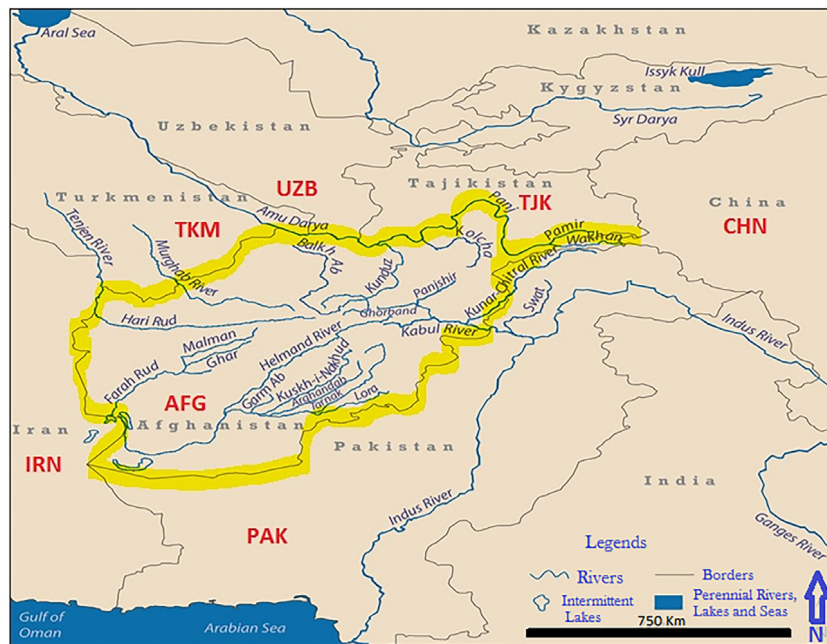 Aral Sea
Kazakhstan
Issyk Kull
Kygyzstan
Syr Darya
Uzbekistan
UZB
Tajikistan
TJK
Turkmenistan
TKM
Amu Darya
Panj
China
CHN
Pamir
Wakhan
Tenjen River
Murghab River
Balkh Ab
Kunduz
Kolcha
Kunar-Chitral River
Panjshir
Ghorband
Swat
Hari Rud
Kabul River
Indus River
Malman
Ghar
Farah Rud
Helmand River
Garm Ab
Kuskh-i-Nakhud
Arghandab
Tarnak
Lora
AFG
Afghanistan
Iran
IRN
Pakistan
PAK
India
Indus River
Ganges River
Legends
Rivers
Borders
Intermittent
Lakes
Perennial Rivers,
Lakes and Seas
750 Km
N
Gulf of
Oman
Arabian Sea